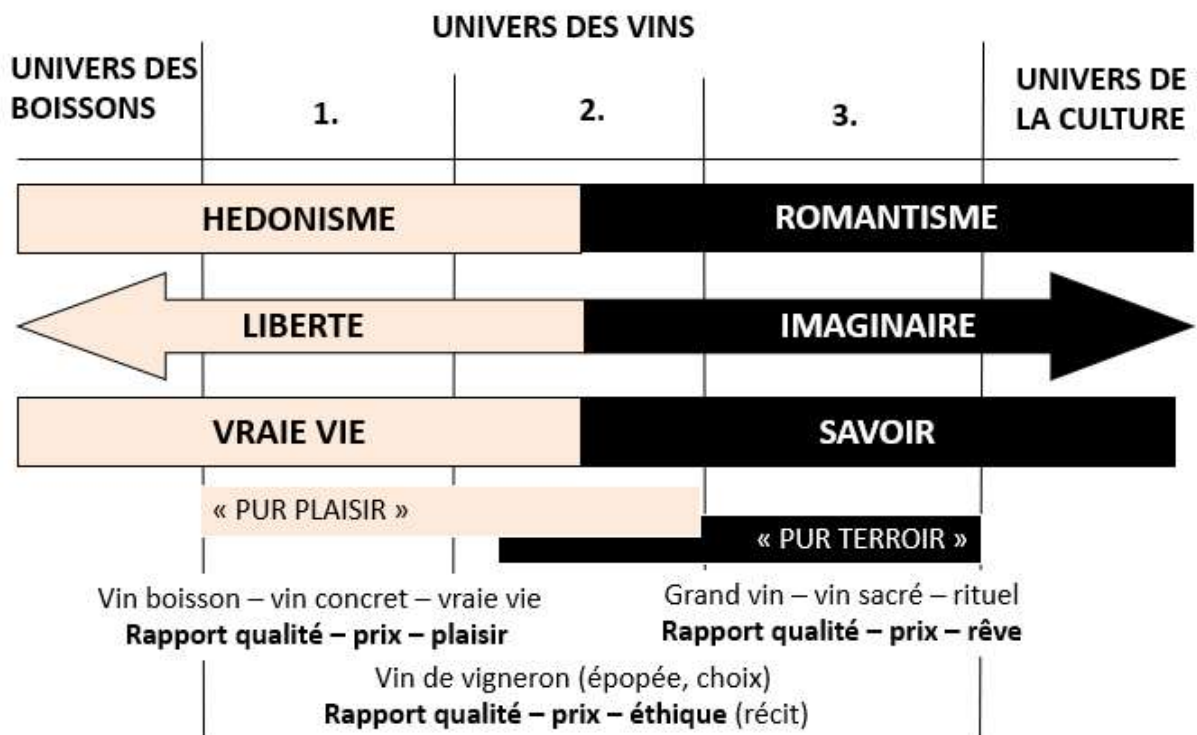 UNIVERS DES VINS
UNIVERS DES
BOISSONS
1.
2.
3.
UNIVERS DE
LA CULTURE
HEDONISME
ROMANTISME
LIBERTE
IMAGINAIRE
VRAIE VIE
SAVOIR
« PUR PLAISIR »
« PUR TERROIR »
Vin boisson – vin concret – vraie vie
Rapport qualité – prix – plaisir
Grand vin – vin sacré – rituel
Rapport qualité – prix – rêve
Vin de vigneron (épopée, choix)
Rapport qualité – prix – éthique (récit)